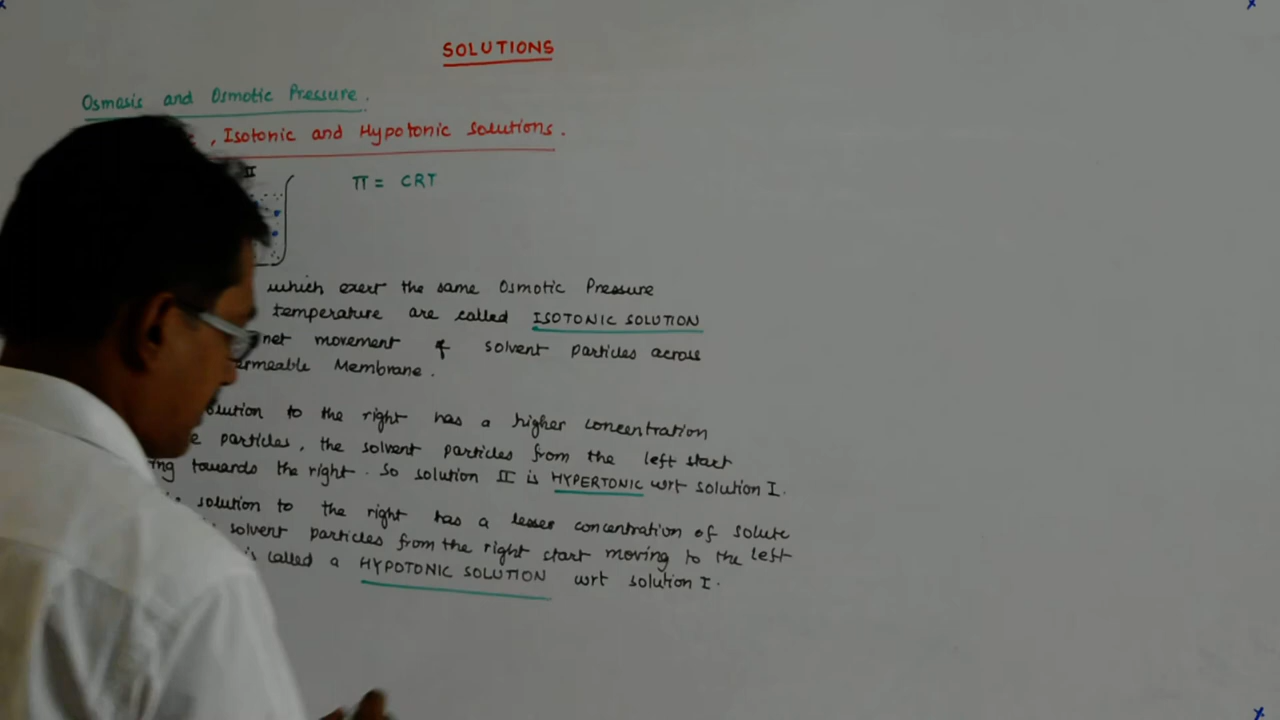 SOLUTIONS
Osmosis and Osmotic Pressure.
, Isotonic and Hypotonic Solutions.
II
π = CRT
which exert the same Osmotic Pressure
temperature are called ISOTONIC SOLUTION
net movement of solvent particles across
Membrane.
to the right has a higher concentration
particles, the solvent particles from the left start
towards the right. So solution II is HYPERTONIC wrt solution I.
solution to the right has a lesser concentration of solute
solvent particles from the right start moving to the left
called a HYPOTONIC SOLUTION wrt solution I.